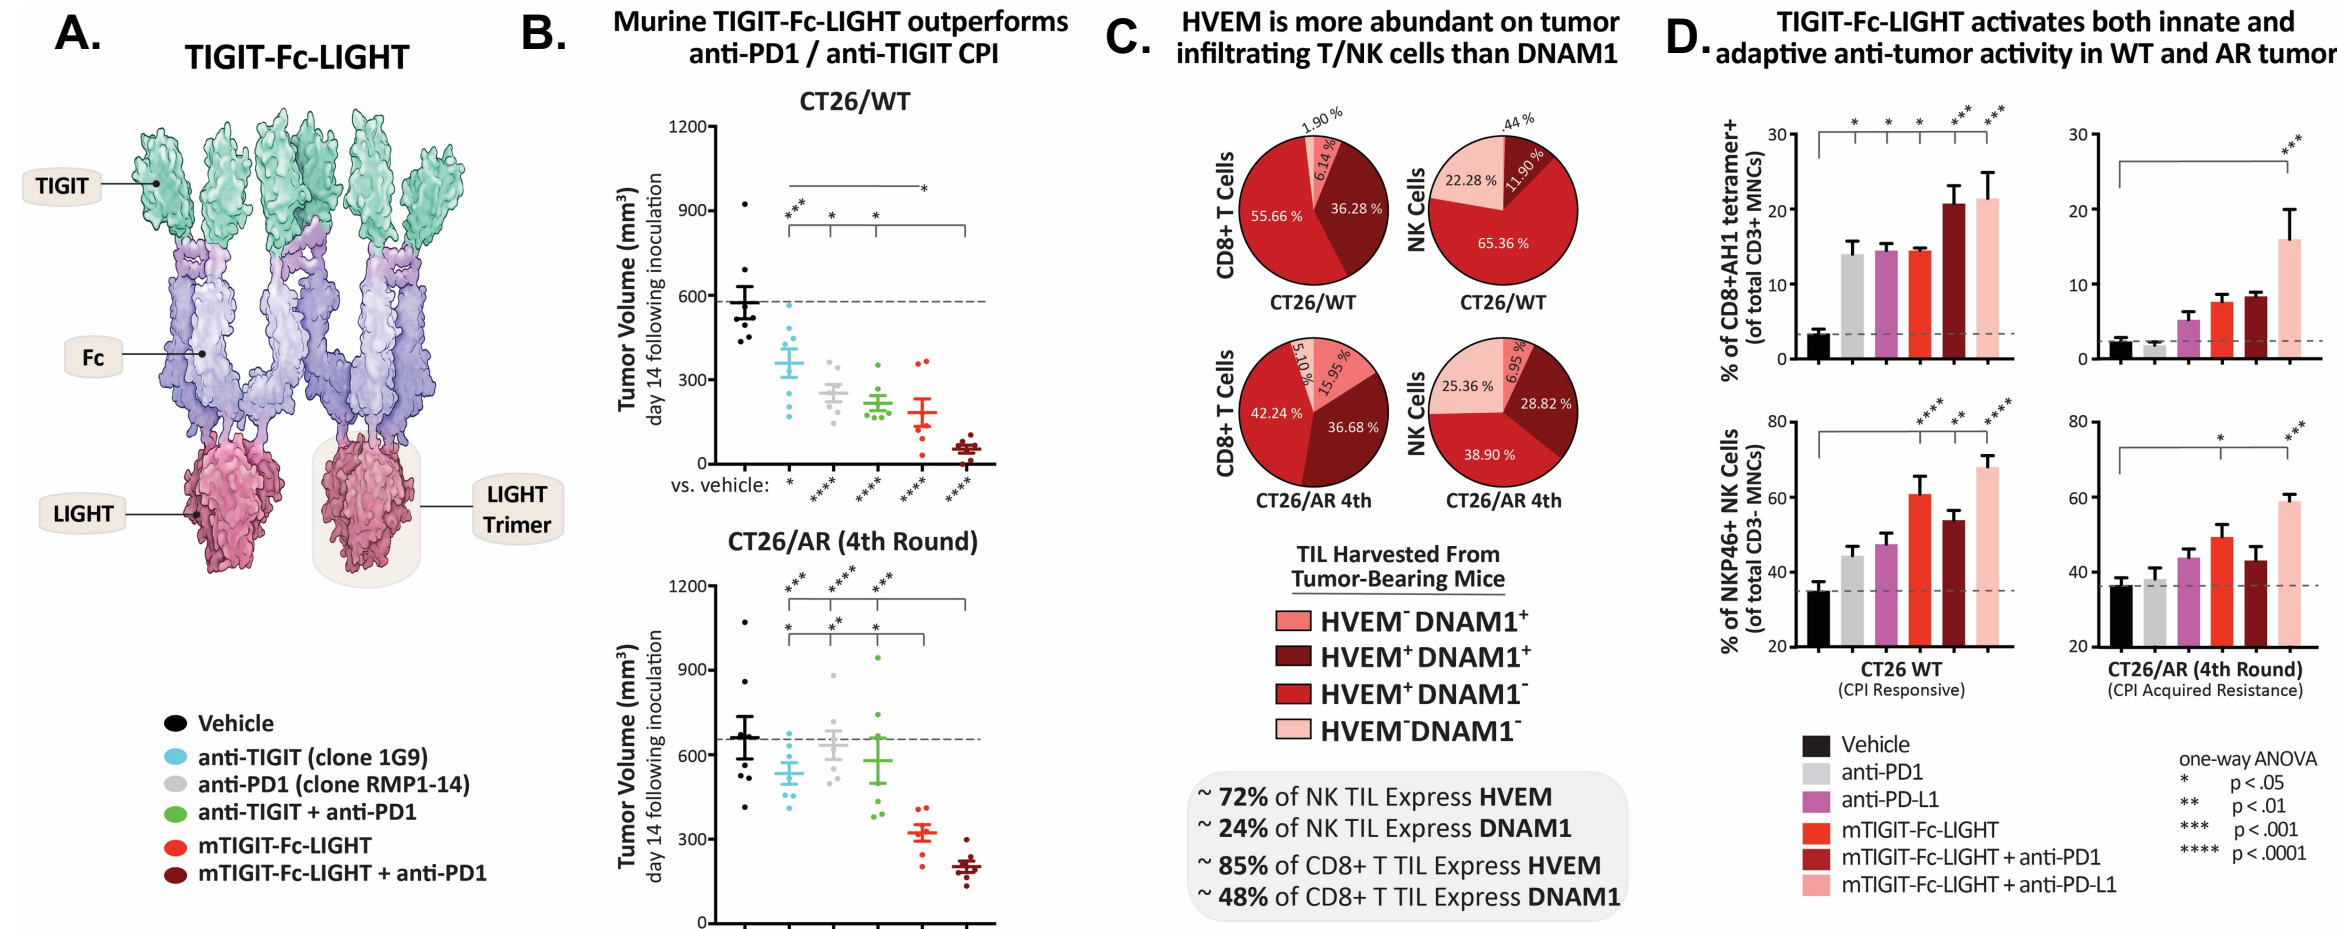 A.
TIGIT-Fc-LIGHT
TIGIT
Fc
LIGHT
LIGHT
Trimer
Vehicle
anti-TIGIT (clone 1G9)
anti-PD1 (clone RMP1-14)
anti-TIGIT + anti-PD1
mTIGIT-Fc-LIGHT
mTIGIT-Fc-LIGHT + anti-PD1
B.
Murine TIGIT-Fc-LIGHT outperforms
anti-PD1 / anti-TIGIT CPI
CT26/WT
Tumor Volume (mm³)
day 14 following inoculation
1200
900
600
300
0
*
*** * *
vs. vehicle: * **** **** **** ****
CT26/AR (4th Round)
Tumor Volume (mm³)
day 14 following inoculation
1200
900
600
300
0
*** **** ***
* ** *
C.
HVEM is more abundant on tumor
infiltrating T/NK cells than DNAM1
CD8+ T Cells
1.90 %
6.14 %
36.28 %
55.66 %
CT26/WT
NK Cells
.44 %
11.90 %
22.28 %
65.36 %
CT26/WT
CD8+ T Cells
5.10 %
15.95 %
42.24 %
36.68 %
CT26/AR 4th
NK Cells
6.95 %
25.36 %
28.82 %
38.90 %
CT26/AR 4th
TIL Harvested From
Tumor-Bearing Mice
HVEM⁻ DNAM1⁺
HVEM⁺ DNAM1⁺
HVEM⁺ DNAM1⁻
HVEM⁻DNAM1⁻
~ 72% of NK TIL Express HVEM
~ 24% of NK TIL Express DNAM1
~ 85% of CD8+ T TIL Express HVEM
~ 48% of CD8+ T TIL Express DNAM1
D.
TIGIT-Fc-LIGHT activates both innate and
adaptive anti-tumor activity in WT and AR tumor
% of CD8+AH1 tetramer+
(of total CD3+ MNCs)
30
20
10
0
* * * *** ***
30
20
10
0
***
% of NKP46+ NK Cells
(of total CD3- MNCs)
80
60
40
20
**** ** ****
CT26 WT
(CPI Responsive)
80
60
40
20
* ***
CT26/AR (4th Round)
(CPI Acquired Resistance)
Vehicle
anti-PD1
anti-PD-L1
mTIGIT-Fc-LIGHT
mTIGIT-Fc-LIGHT + anti-PD1
mTIGIT-Fc-LIGHT + anti-PD-L1
one-way ANOVA
* p < .05
** p < .01
*** p < .001
**** p < .0001